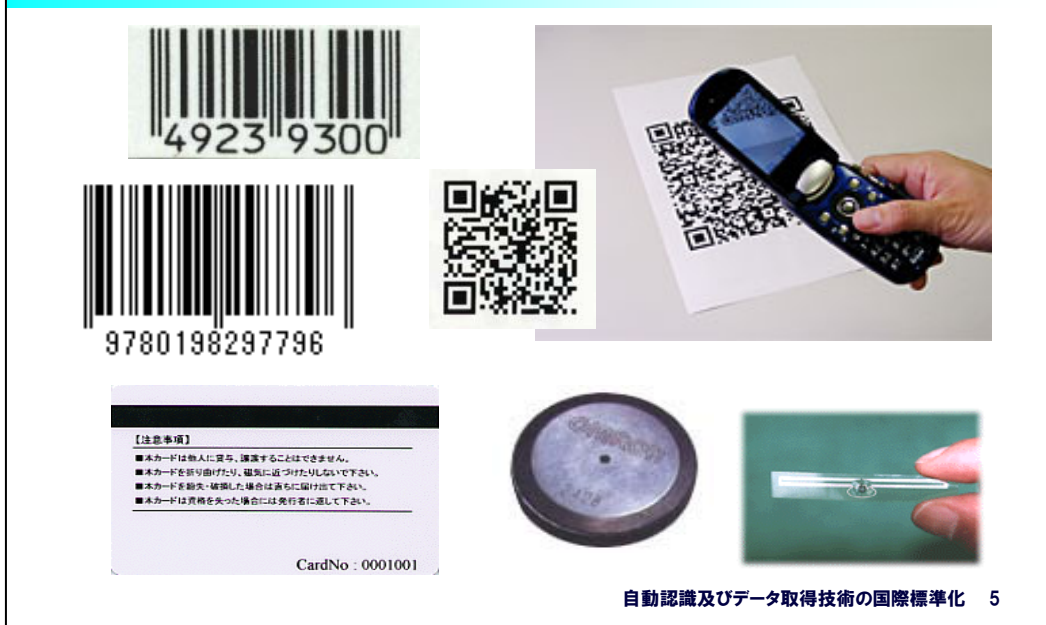 4923 9300
9780198297796
【注意事項】
■本カードは他人に貸与、譲渡することはできません。
■本カードを折り曲げたり、磁気に近づけたりしないで下さい。
■本カードを紛失・破損した場合は直ちに届け出て下さい。
■本カードは資格を失った場合には発行者に返して下さい。
CardNo : 0001001
自動認識及びデータ取得技術の国際標準化 5